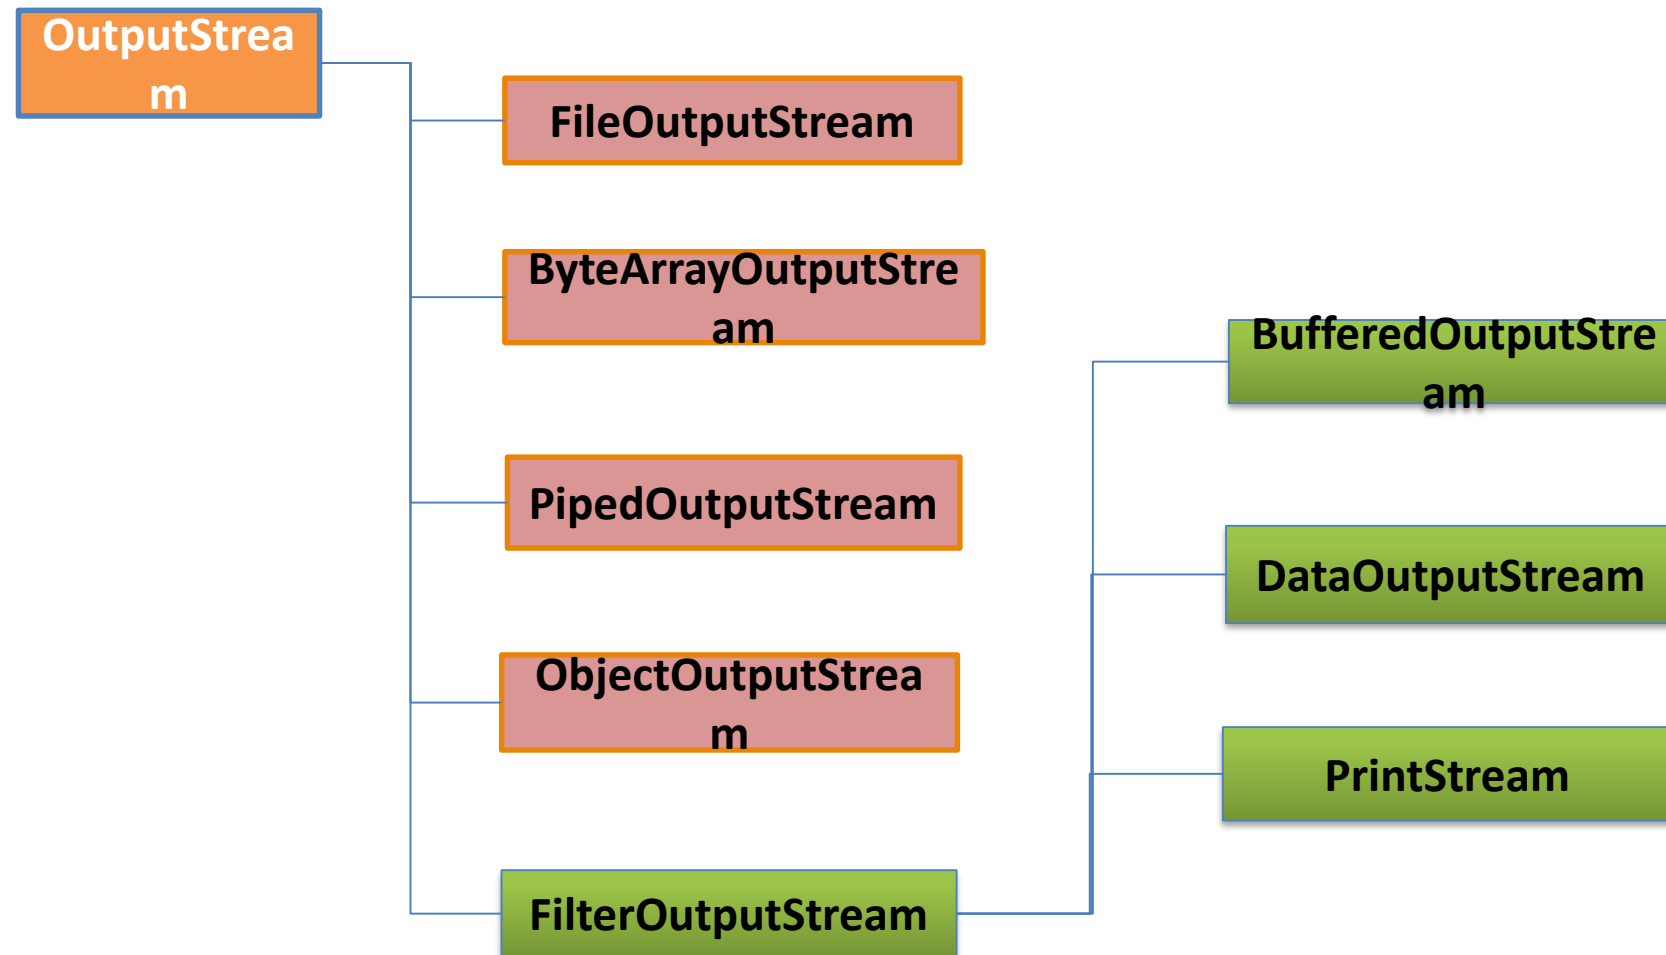 OutputStrea
m
FileOutputStream
ByteArrayOutputStre
am
PipedOutputStream
ObjectOutputStrea
m
FilterOutputStream
BufferedOutputStre
am
DataOutputStream
PrintStream